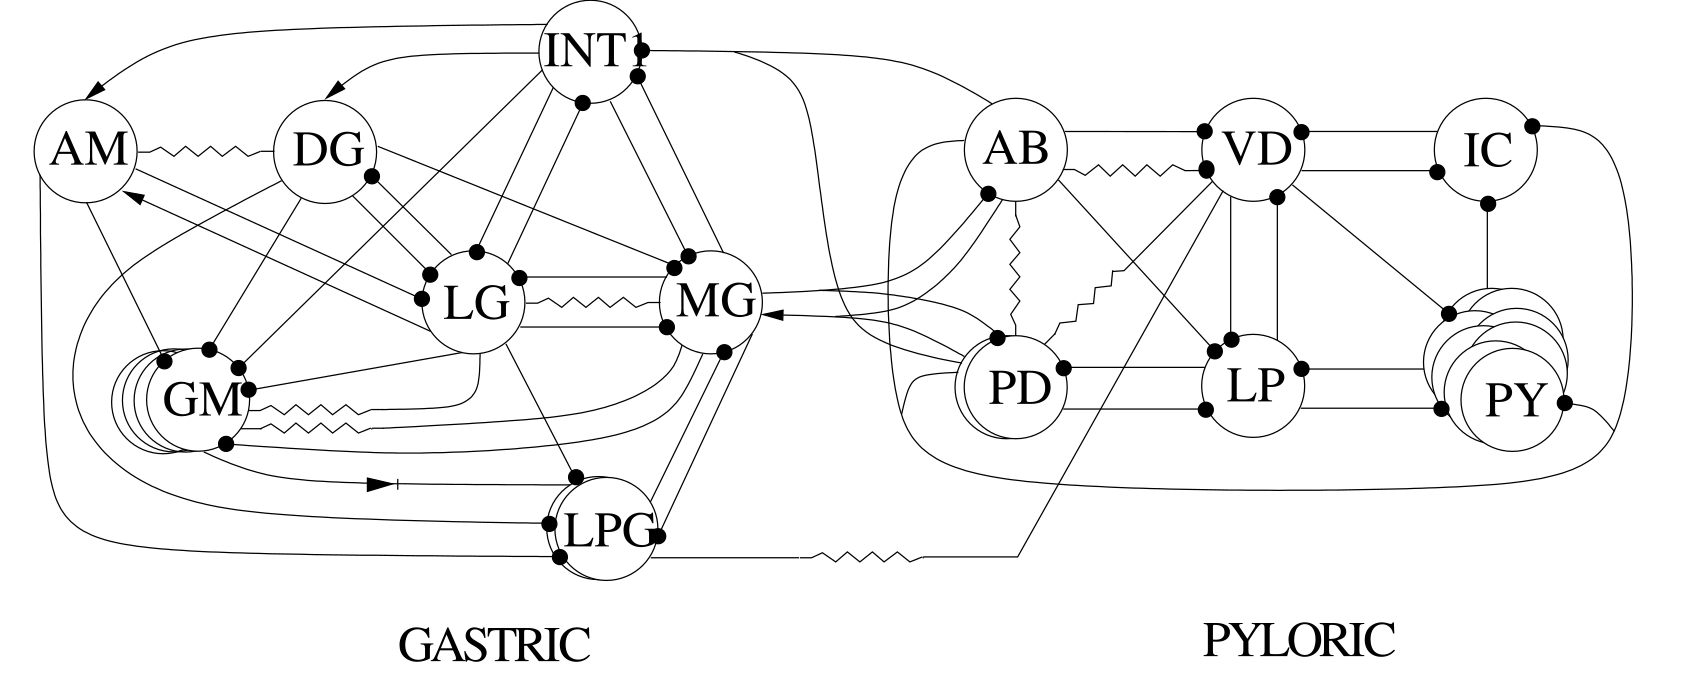 INT1
AM
DG
AB
VD
IC
LG
MG
GM
PD
LP
PY
LPG
GASTRIC
PYLORIC